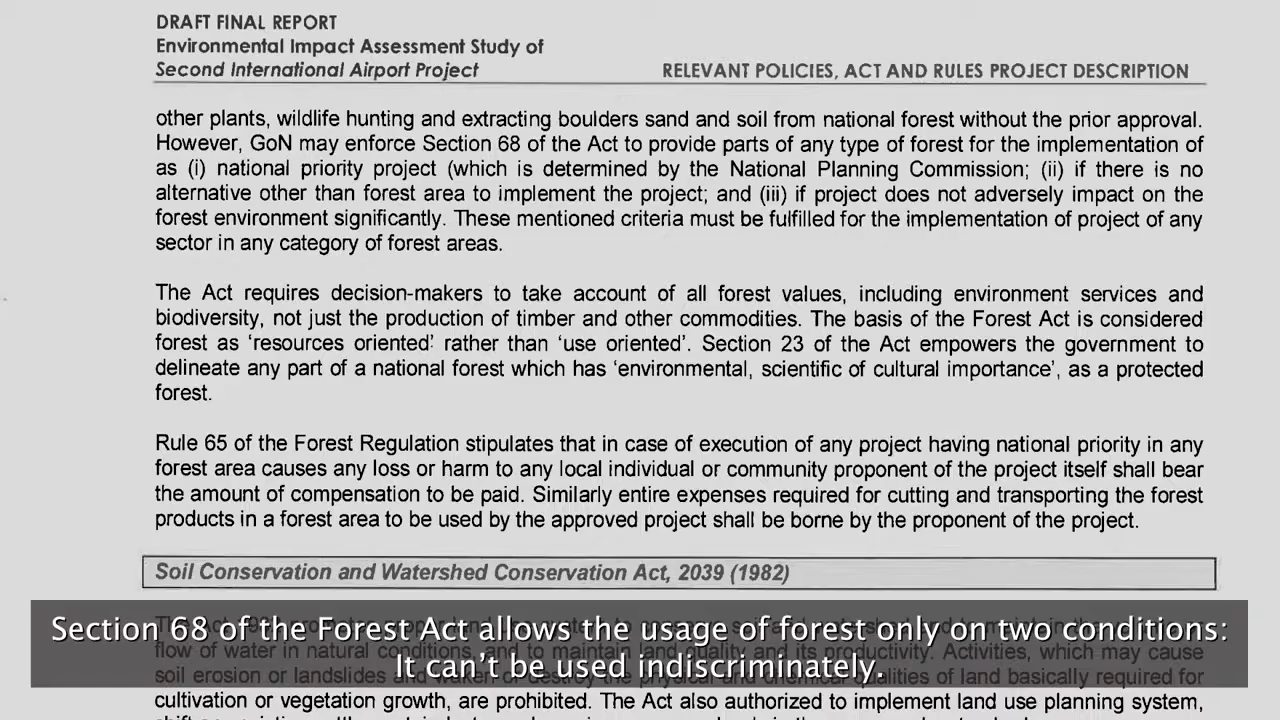 DRAFT FINAL REPORT
Environmental Impact Assessment Study of
Second International Airport Project
RELEVANT POLICIES, ACT AND RULES PROJECT DESCRIPTION
other plants, wildlife hunting and extracting boulders sand and soil from national forest without the prior approval.
However, GoN may enforce Section 68 of the Act to provide parts of any type of forest for the implementation of
as (i) national priority project (which is determined by the National Planning Commission; (ii) if there is no
alternative other than forest area to implement the project; and (iii) if project does not adversely impact on the
forest environment significantly. These mentioned criteria must be fulfilled for the implementation of project of any
sector in any category of forest areas.
The Act requires decision-makers to take account of all forest values, including environment services and
biodiversity, not just the production of timber and other commodities. The basis of the Forest Act is considered
forest as ‘resources oriented’ rather than ‘use oriented’. Section 23 of the Act empowers the government to
delineate any part of a national forest which has ‘environmental, scientific of cultural importance’, as a protected
forest.
Rule 65 of the Forest Regulation stipulates that in case of execution of any project having national priority in any
forest area causes any loss or harm to any local individual or community proponent of the project itself shall bear
the amount of compensation to be paid. Similarly entire expenses required for cutting and transporting the forest
products in a forest area to be used by the approved project shall be borne by the proponent of the project.
Soil Conservation and Watershed Conservation Act, 2039 (1982)
Section 68 of the Forest Act allows the usage of forest only on two conditions:
It can’t be used indiscriminately.
flow of water in natural conditions, and to maintain land quality and its productivity. Activities, which may cause
soil erosion or landslides qualities of land basically required for
cultivation or vegetation growth, are prohibited. The Act also authorized to implement land use planning system,